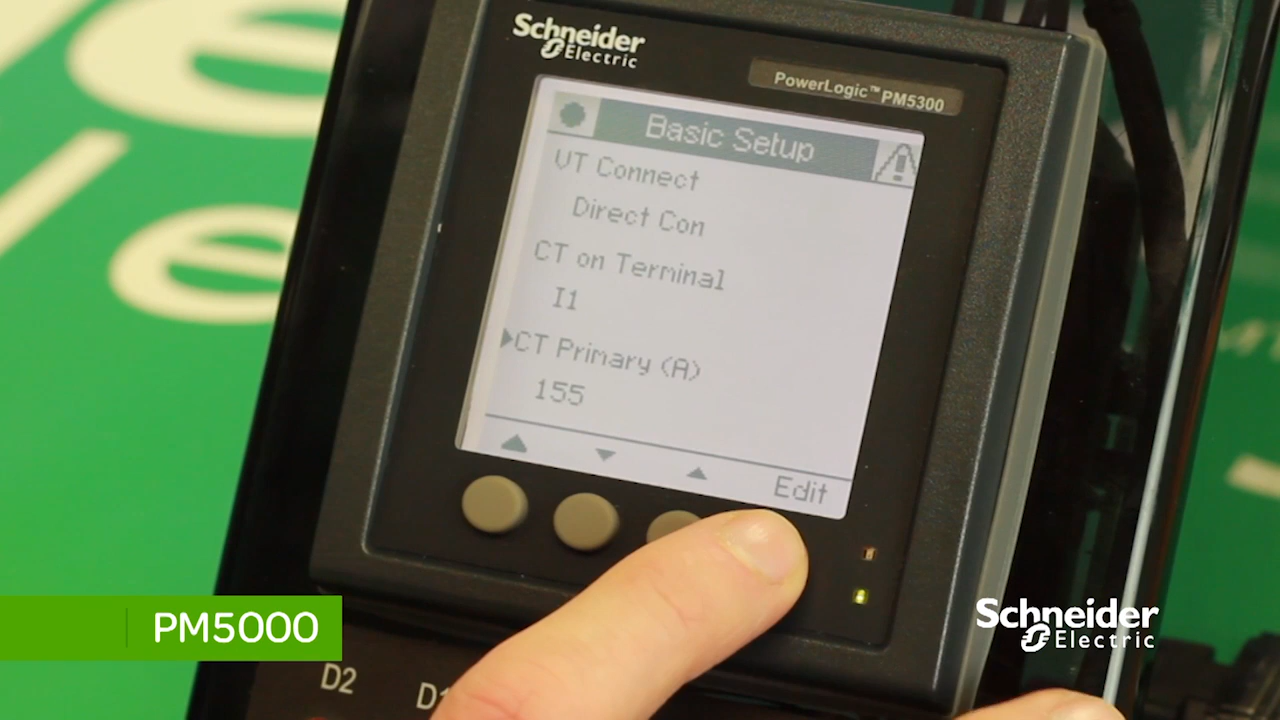 Schneider
Electric
PowerLogic™ PM5300
Basic Setup
VT Connect
Direct Con
CT on Terminal
I1
CT Primary (A)
155
Edit
PM5000
Schneider
Electric
D2
D1
e
e